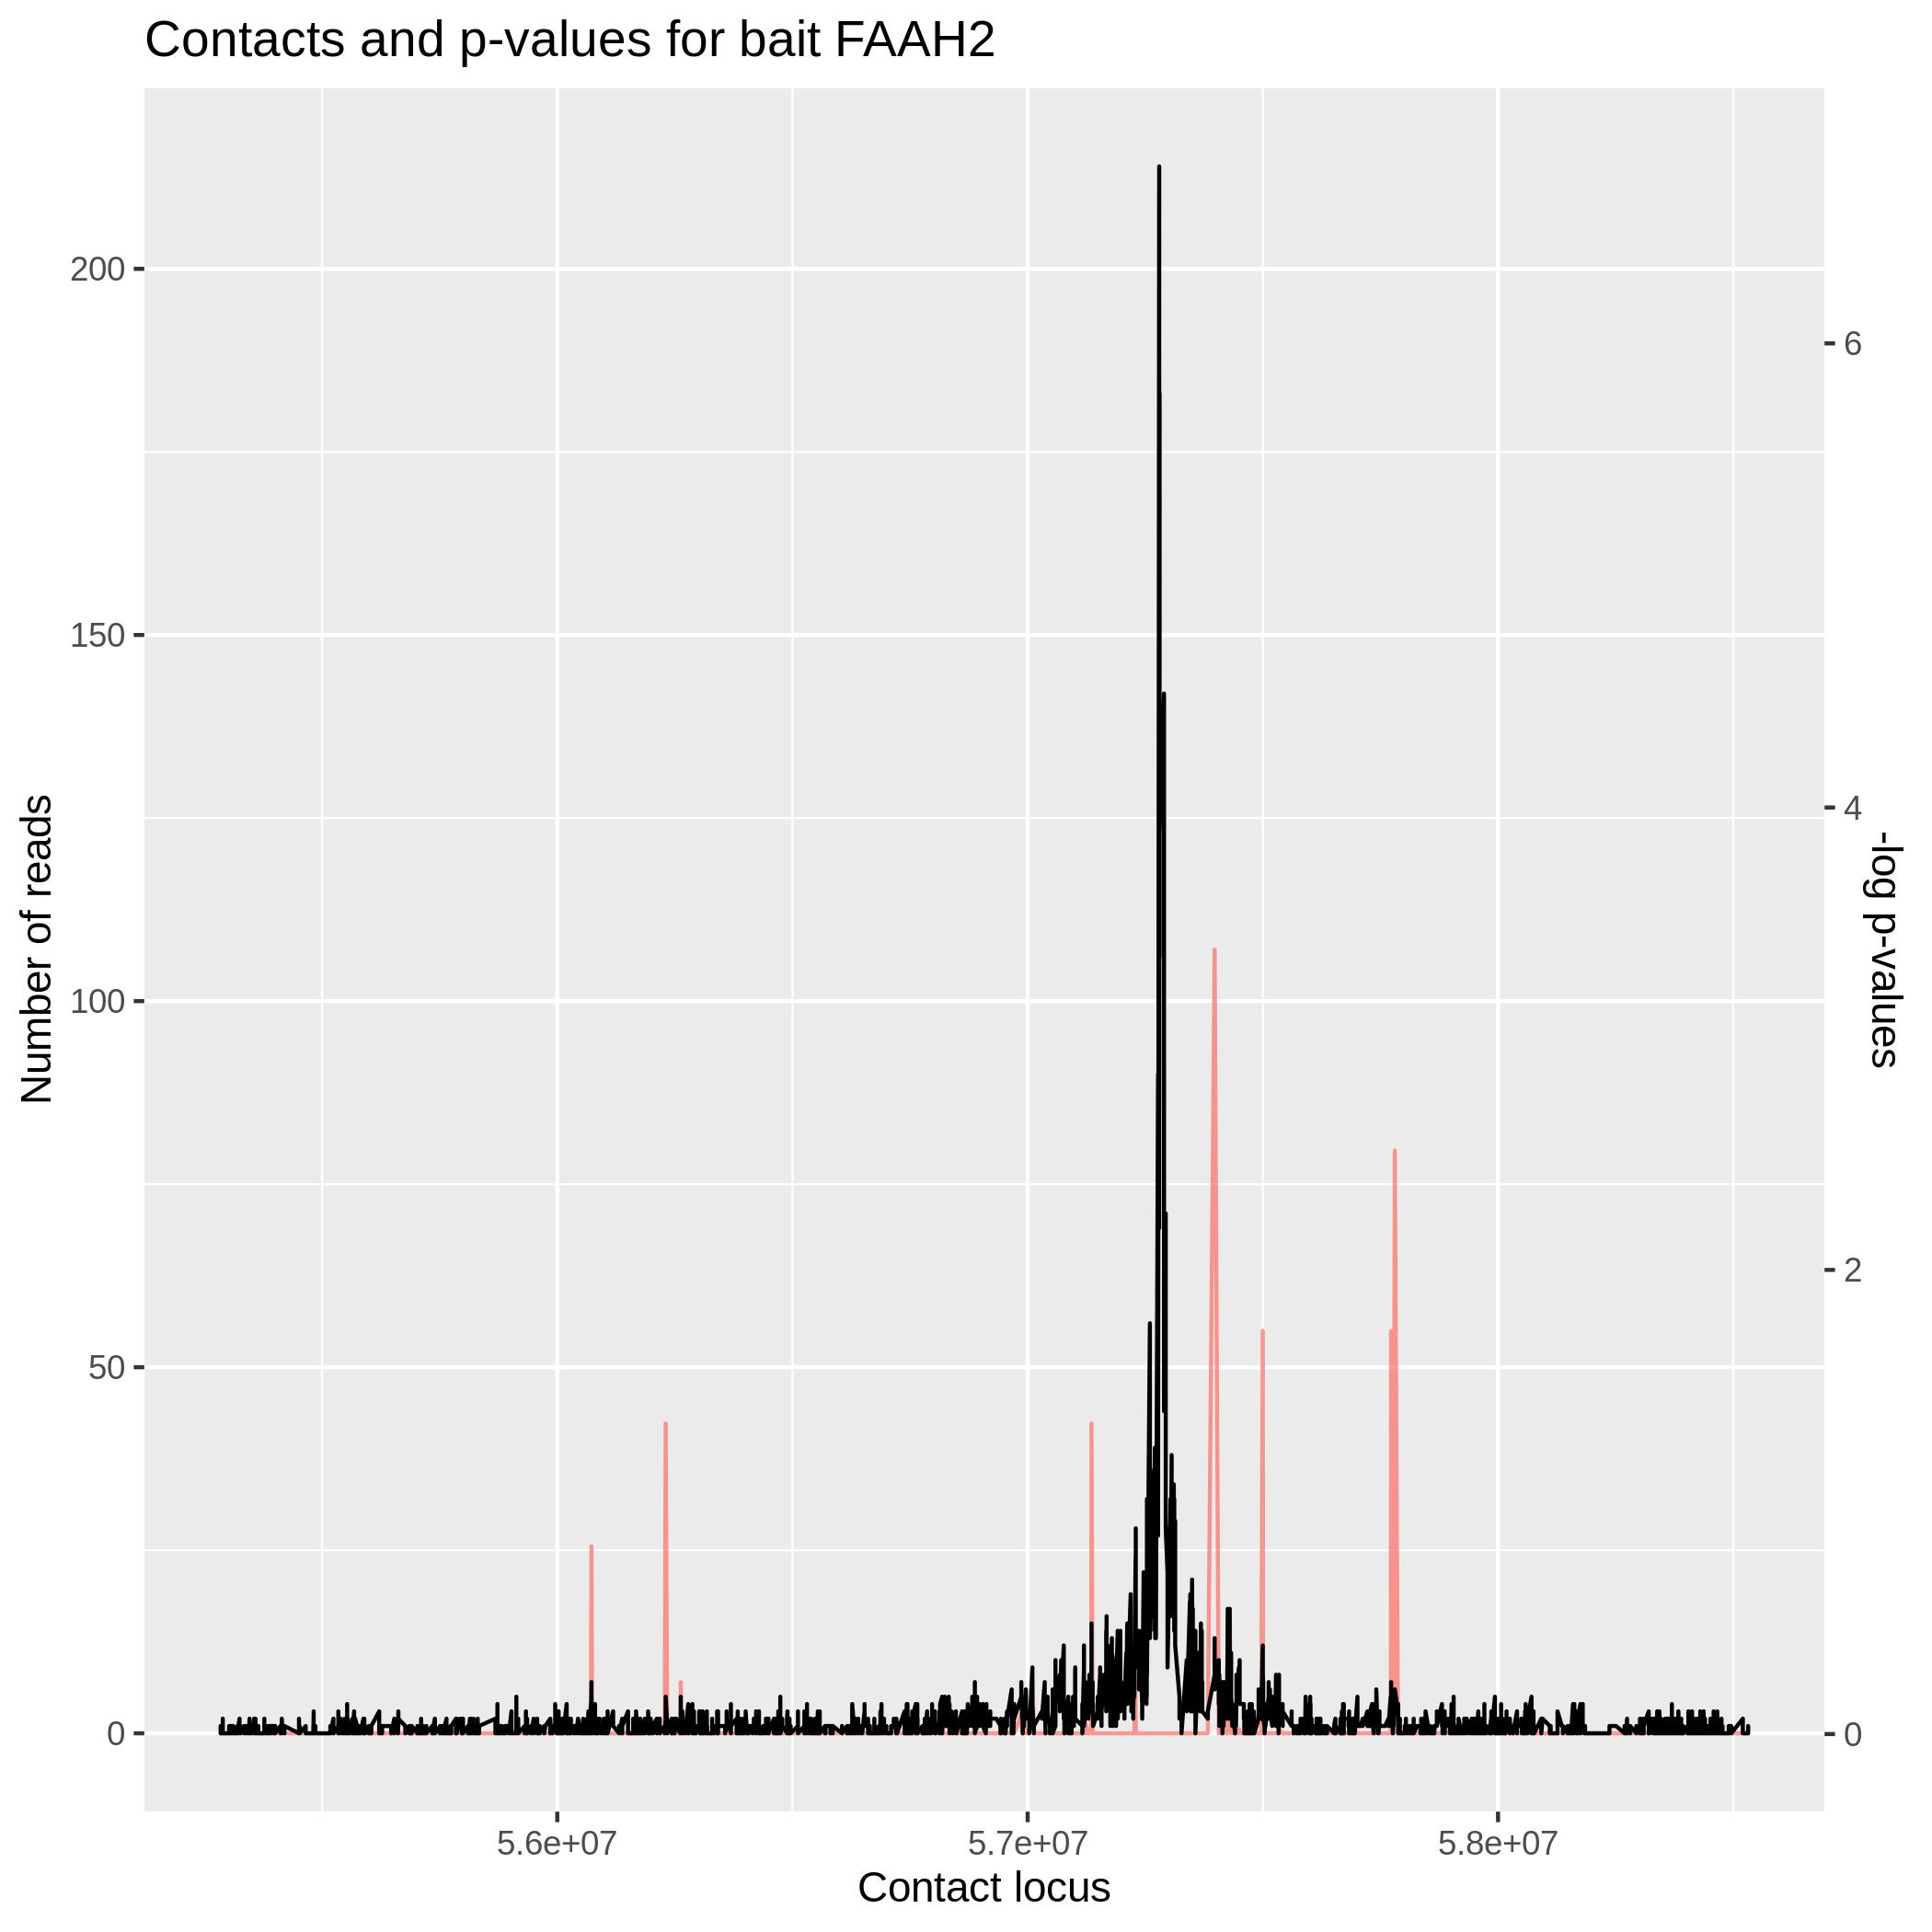 Contacts and p-values for bait FAAH2
Number of reads
200
150
100
50
0
6
4
2
0
-log p-values
5.6e+07
5.7e+07
5.8e+07
Contact locus